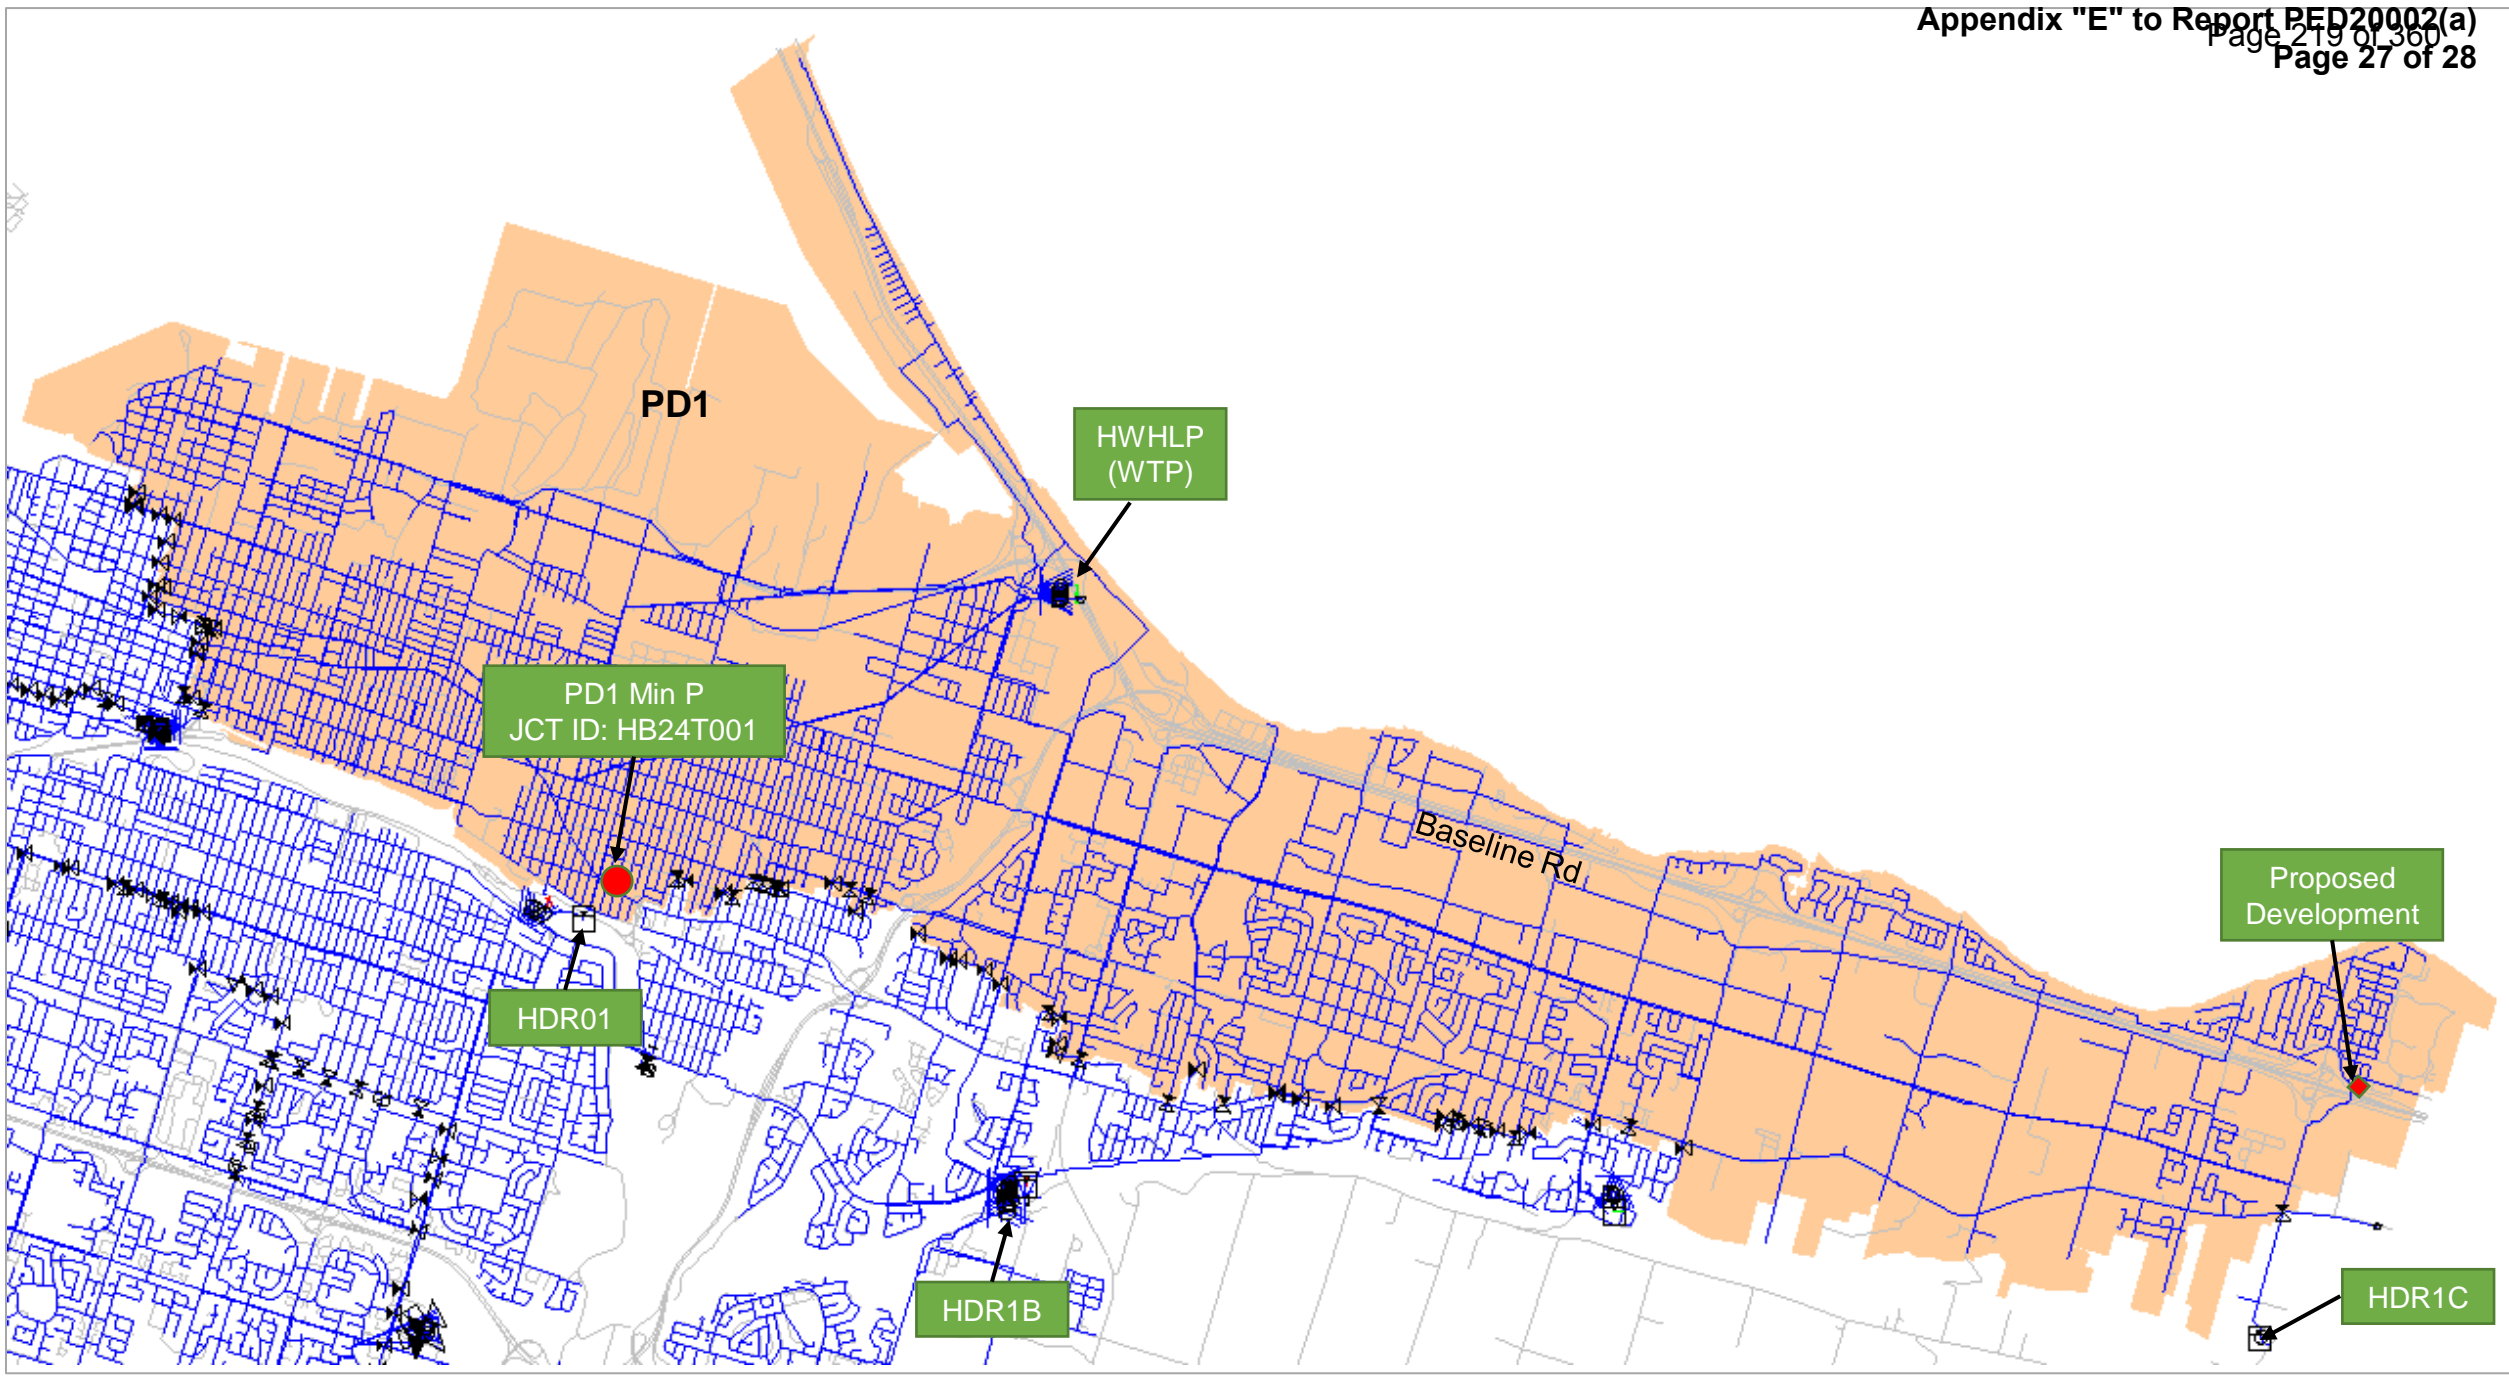 Appendix "E" to Report PED20002(a)
Page 219 of 360
Page 27 of 28
PD1
HWHLP
(WTP)
PD1 Min P
JCT ID: HB24T001
Baseline Rd
Proposed
Development
HDR01
HDR1B
HDR1C